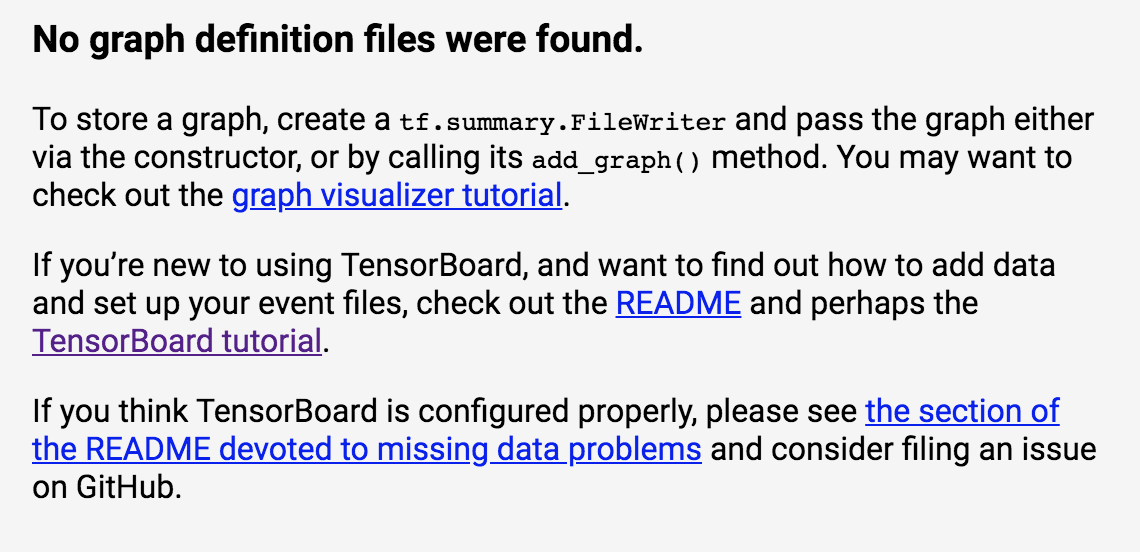 No graph definition files were found.
To store a graph, create a tf.summary.FileWriter and pass the graph either
via the constructor, or by calling its add_graph() method. You may want to
check out the graph visualizer tutorial.
If you’re new to using TensorBoard, and want to find out how to add data
and set up your event files, check out the README and perhaps the
TensorBoard tutorial.
If you think TensorBoard is configured properly, please see the section of
the README devoted to missing data problems and consider filing an issue
on GitHub.